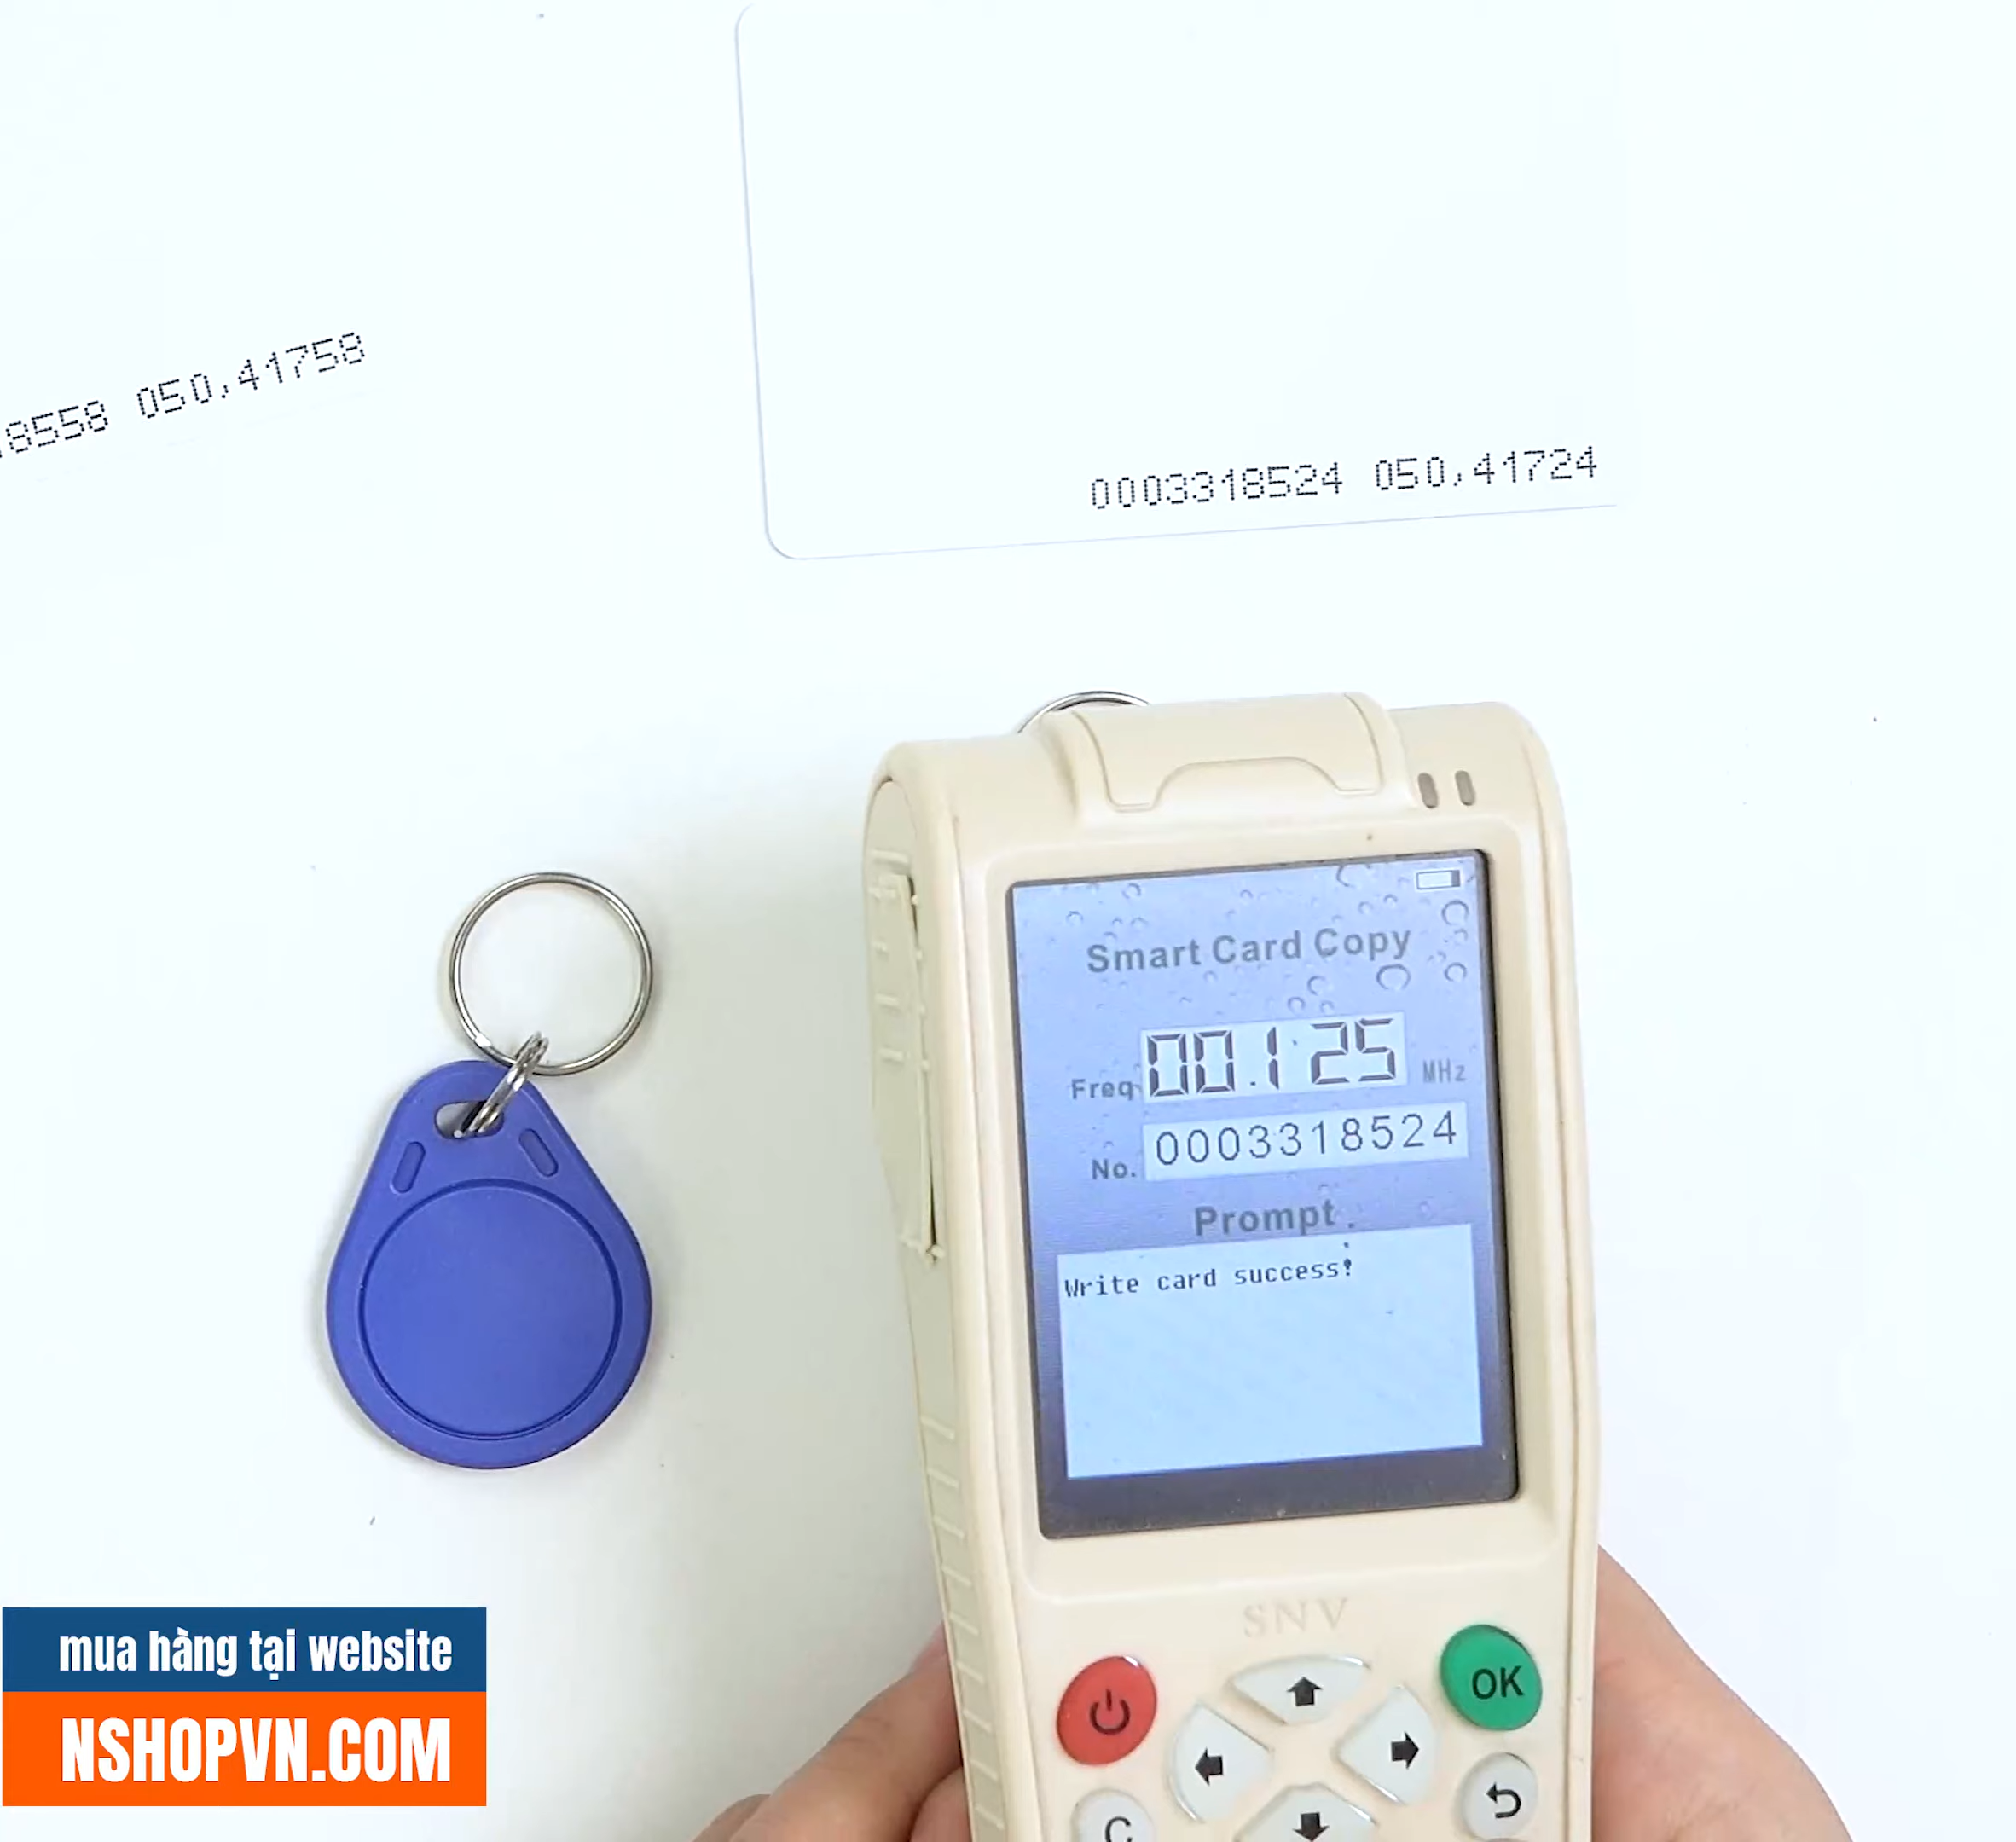 8558 050,41758
0003318524 050,41724
Smart Card Copy
Freq 00.125 MHz
No. 0003318524
Prompt
Write card success!
SNV
OK
C
mua hàng tại website
NSHOPVN.COM